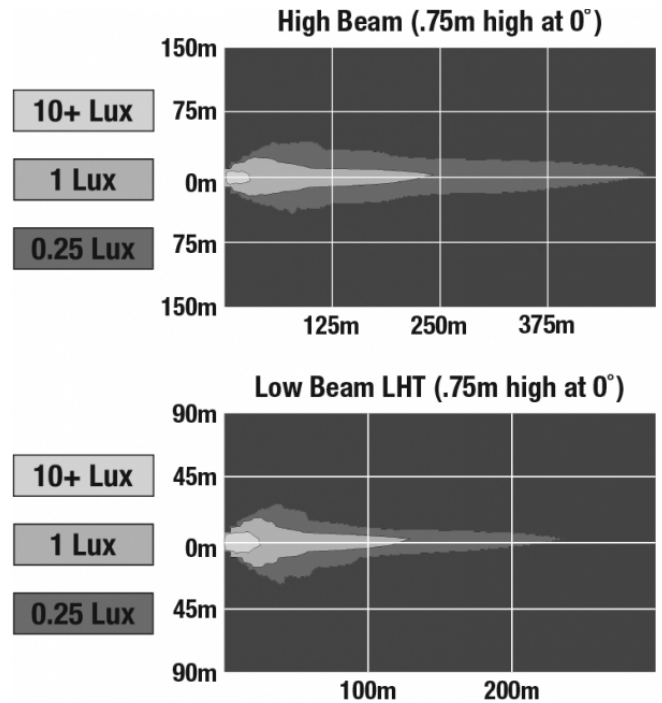 High Beam (.75m high at 0˚)
150m
75m
0m
75m
150m
10+ Lux
1 Lux
0.25 Lux
125m 250m 375m
Low Beam LHT (.75m high at 0˚)
90m
45m
0m
45m
90m
10+ Lux
1 Lux
0.25 Lux
100m 200m